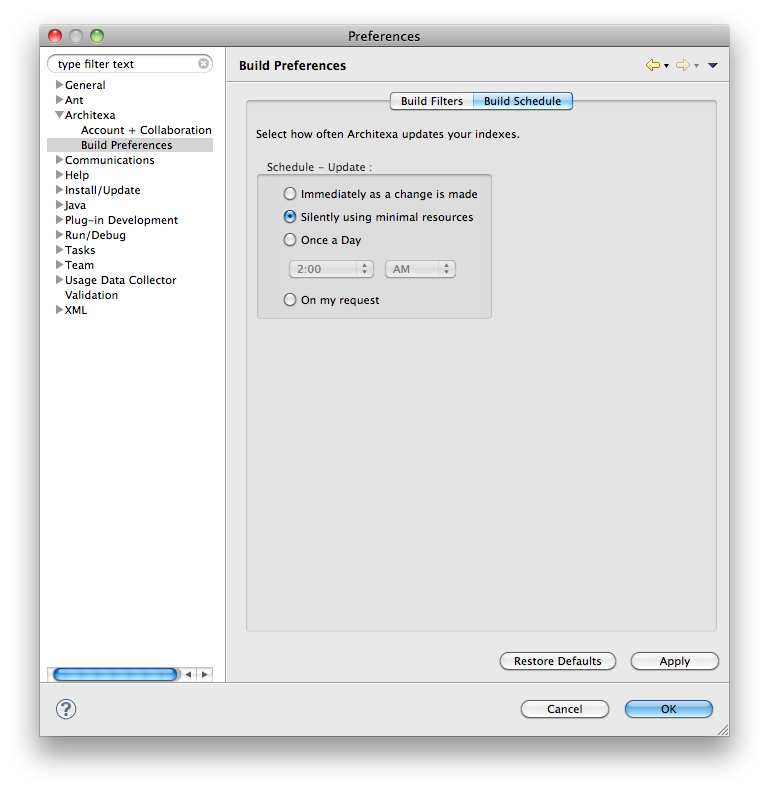 Preferences
type filter text
General
Ant
Architexa
Account + Collaboration
Build Preferences
Communications
Help
Install/Update
Java
Plug-in Development
Run/Debug
Tasks
Team
Usage Data Collector
Validation
XML
Build Preferences
Build Filters
Build Schedule
Select how often Architexa updates your indexes.
Schedule - Update :
Immediately as a change is made
Silently using minimal resources
Once a Day
2:00
AM
On my request
Restore Defaults
Apply
?
Cancel
OK